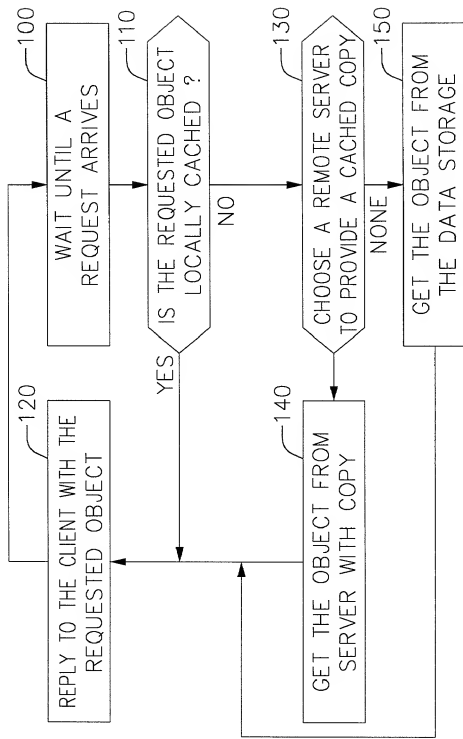 100
WAIT UNTIL A
REQUEST ARRIVES
110
IS THE REQUESTED OBJECT
LOCALLY CACHED ?
YES
NO
120
REPLY TO THE CLIENT WITH THE
REQUESTED OBJECT
130
CHOOSE A REMOTE SERVER
TO PROVIDE A CACHED COPY
NONE
140
GET THE OBJECT FROM
SERVER WITH COPY
150
GET THE OBJECT FROM
THE DATA STORAGE